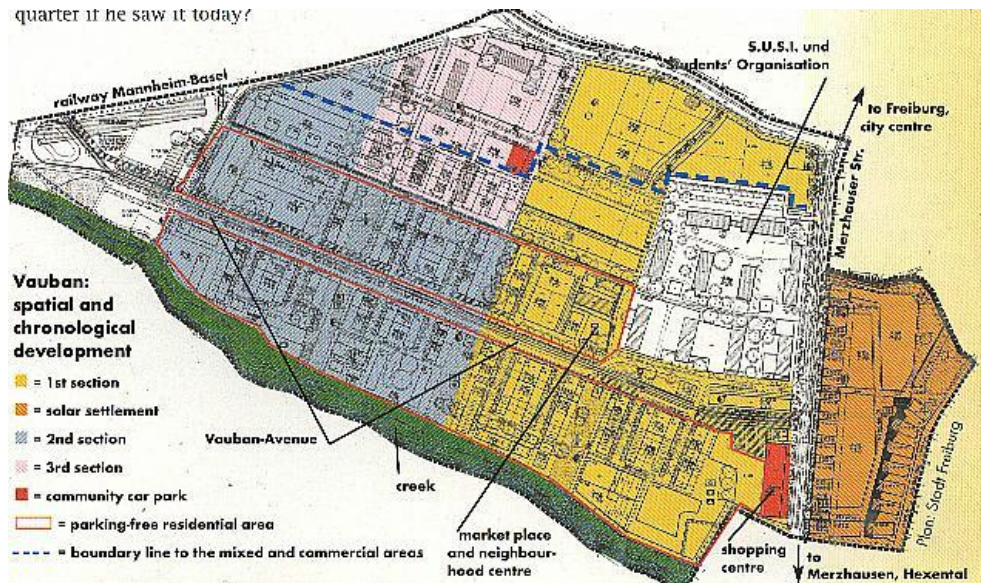 quarter if he saw it today?
S.U.S.I. und
Students' Organisation
railway Mannheim-Basel
to Freiburg,
city centre
Merzhauser Str.
Vauban:
spatial and
chronological
development
= 1st section
= solar settlement
= 2nd section
= 3rd section
= community car park
= parking-free residential area
= boundary line to the mixed and commercial areas
Vauban-Avenue
creek
market place
and neighbour-
hood centre
shopping
centre
to
Merzhausen, Hexental
Plan: Stadt Freiburg